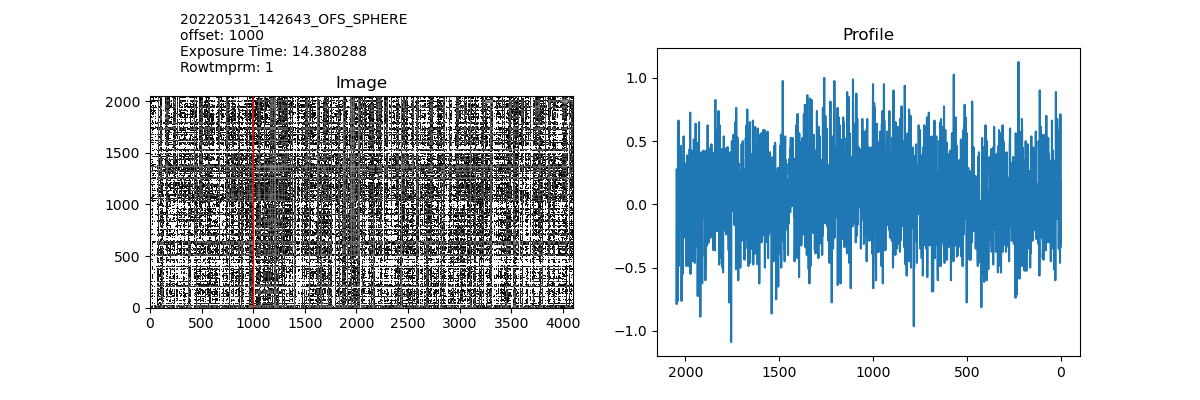 20220531_142643_OFS_SPHERE
offset: 1000
Exposure Time: 14.380288
Rowtmprm: 1
Image
2000
1500
1000
500
0
0 500 1000 1500 2000 2500 3000 3500 4000
Profile
1.0
0.5
0.0
−0.5
−1.0
2000 1500 1000 500 0